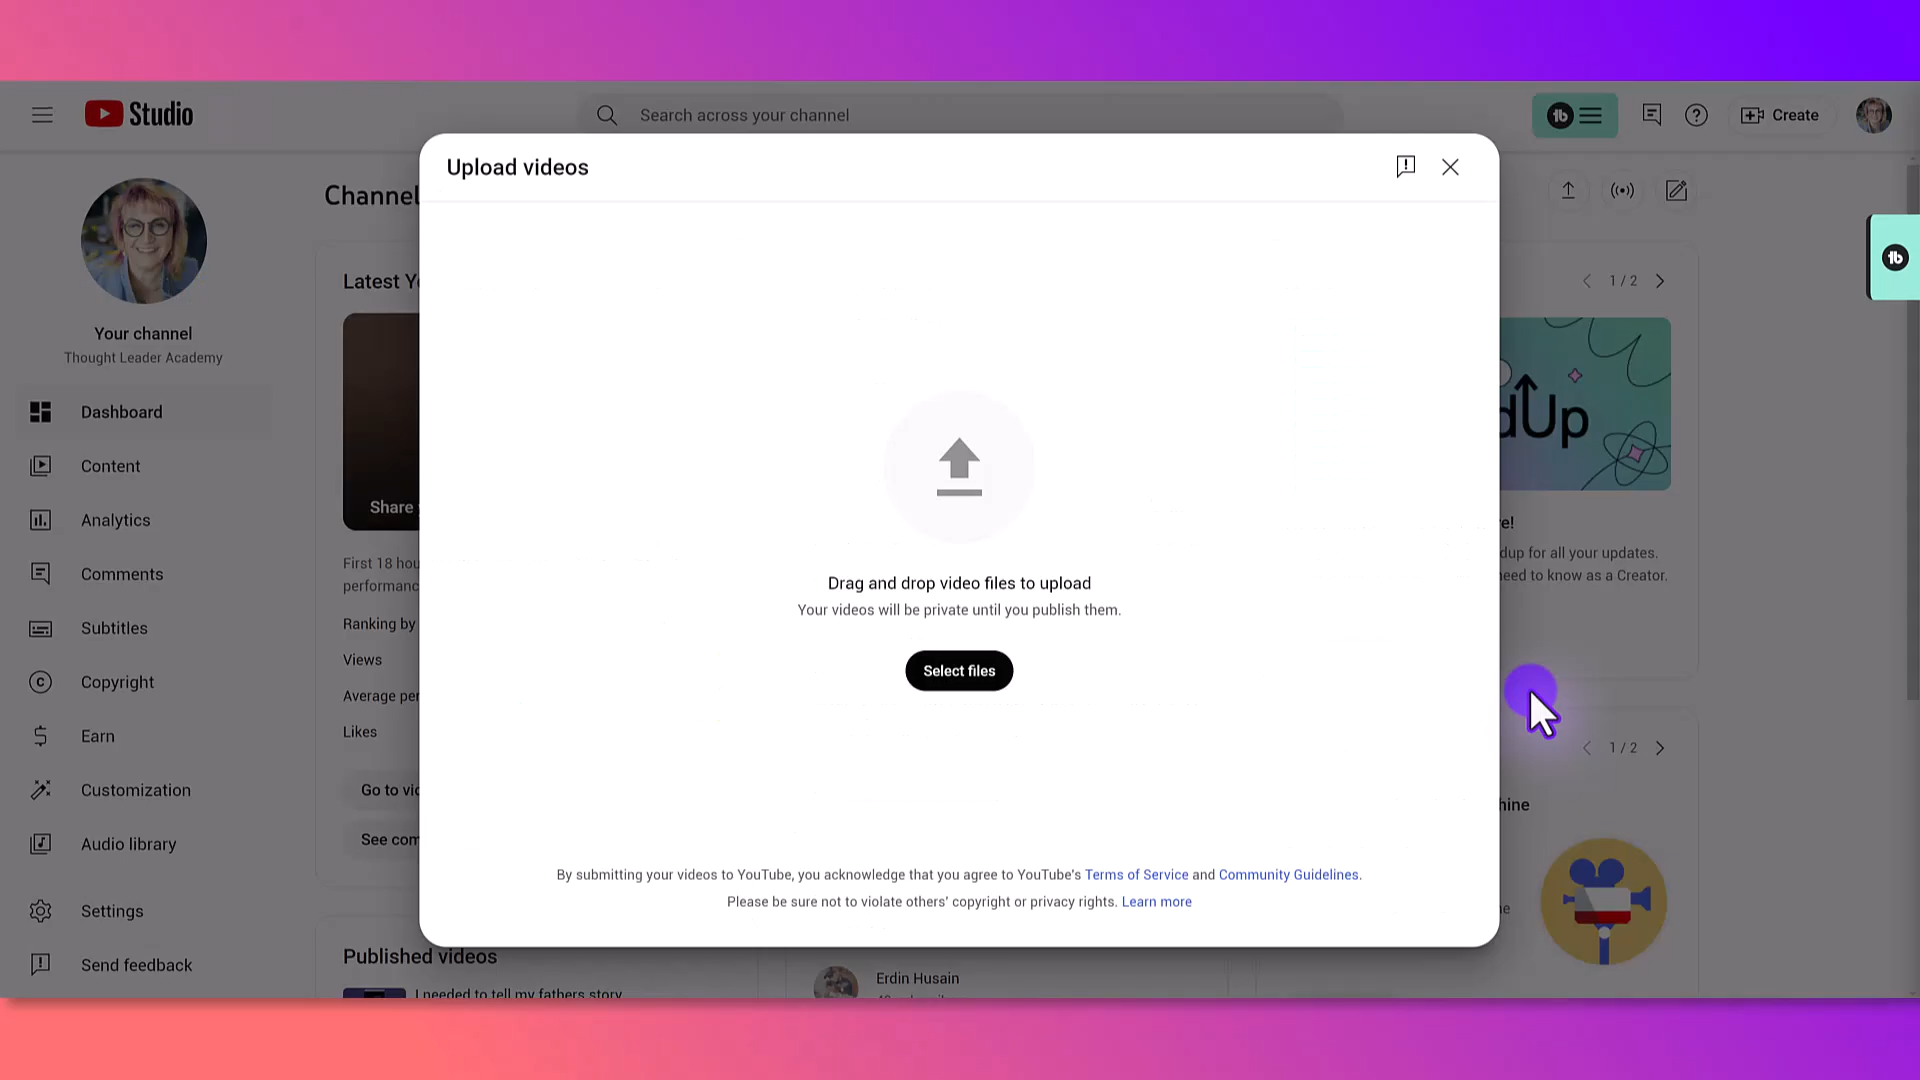 Studio
Search across your channel
Create
Upload videos
Channel
Your channel
Thought Leader Academy
Dashboard
Content
Analytics
Comments
Subtitles
Copyright
Earn
Customization
Audio library
Settings
Send feedback
Latest Y
Share
First 18 hou
performanc
Ranking by
Views
Average per
Likes
Go to vid
See com
Published videos
I needed to tell my fathers story
Drag and drop video files to upload
Your videos will be private until you publish them.
Select files
By submitting your videos to YouTube, you acknowledge that you agree to YouTube's Terms of Service and Community Guidelines.
Please be sure not to violate others' copyright or privacy rights. Learn more
Erdin Husain
1 / 2
dUp
re!
dup for all your updates.
need to know as a Creator.
1 / 2
hine
ne